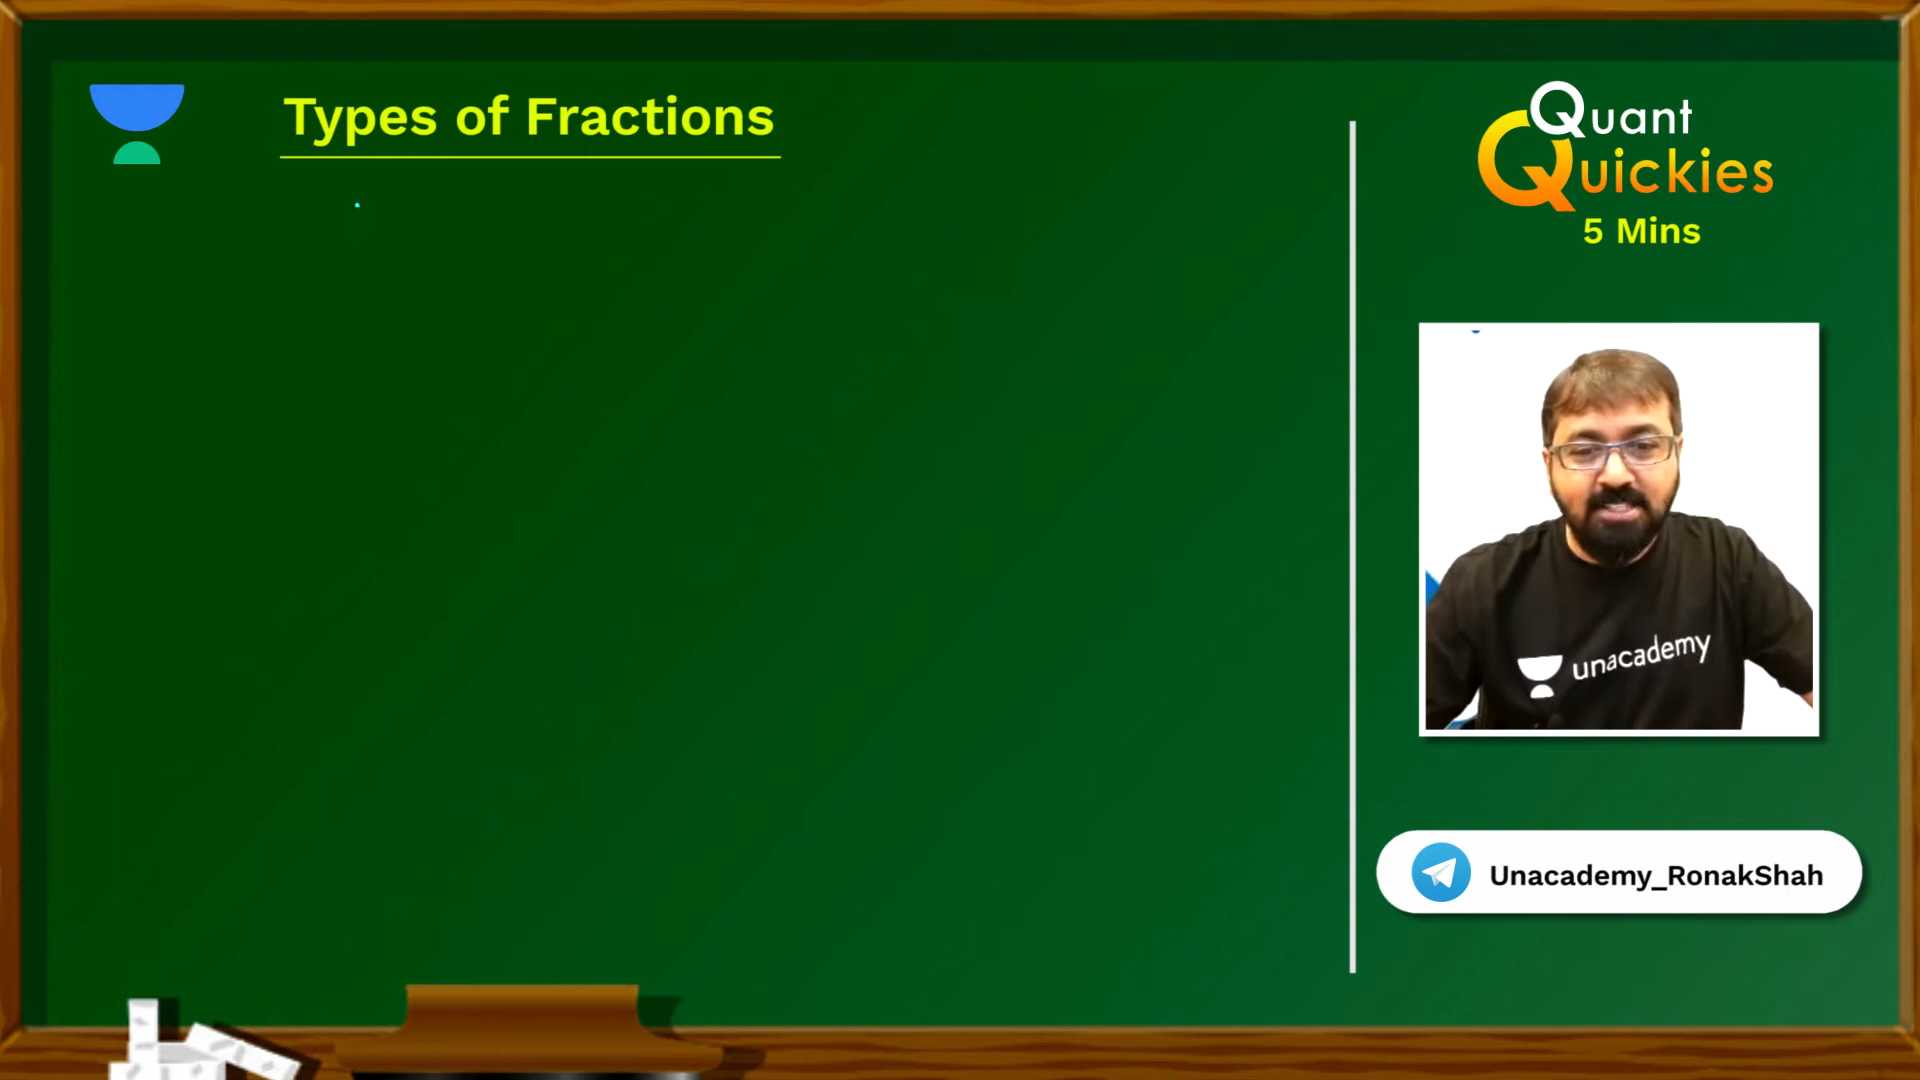 Types of Fractions
Quant
Quickies
5 Mins
unacademy
Unacademy_RonakShah